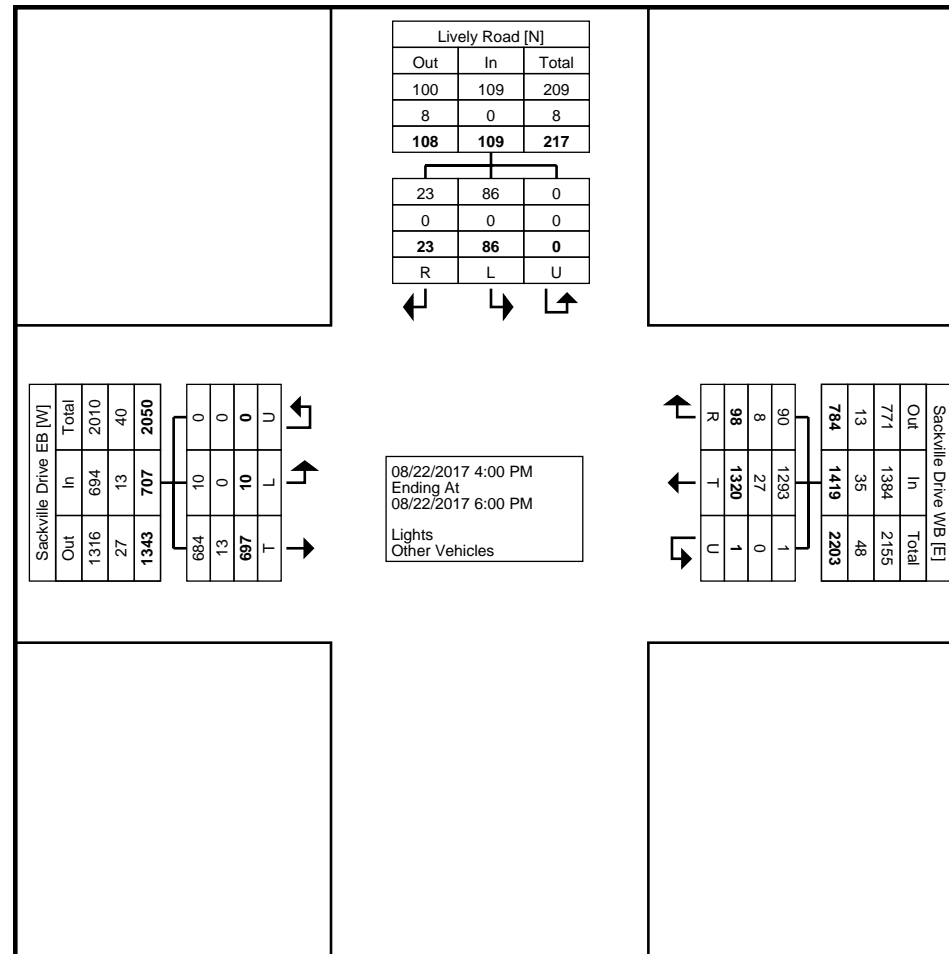 Lively Road [N]
Out In Total
100 109 209
8 0 8
108 109 217
23 86 0
0 0 0
23 86 0
R L U
Sackville Drive EB [W]
Total In Out
2010 694 1316
40 13 27
2050 707 1343
0 10 684
0 0 13
0 10 697
U L T
08/22/2017 4:00 PM
Ending At
08/22/2017 6:00 PM
Lights
Other Vehicles
Sackville Drive WB [E]
Out In Total
771 1384 2155
13 35 48
784 1419 2203
90 1293 1
8 27 0
98 1320 1
R T U